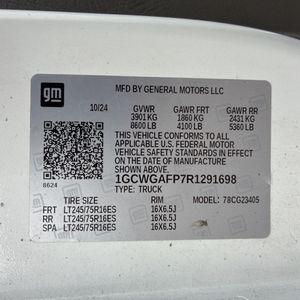 gm
MFD BY GENERAL MOTORS LLC
10/24 GVWR GAWR FRT GAWR RR
3901 KG 1860 KG 2431 KG
8600 LB 4100 LB 5360 LB
THIS VEHICLE CONFORMS TO ALL
APPLICABLE U.S. FEDERAL MOTOR
VEHICLE SAFETY STANDARDS IN
EFFECT ON THE DATE OF
MANUFACTURE SHOWN ABOVE.
8624
1GCWGAFP7R1291698
TYPE: TRUCK
TIRE SIZE RIM MODEL: 78CG23405
FRT LT245/75R16ES 16X6.5J
RR LT245/75R16ES 16X6.5J
SPA LT245/75R16ES 16X6.5J